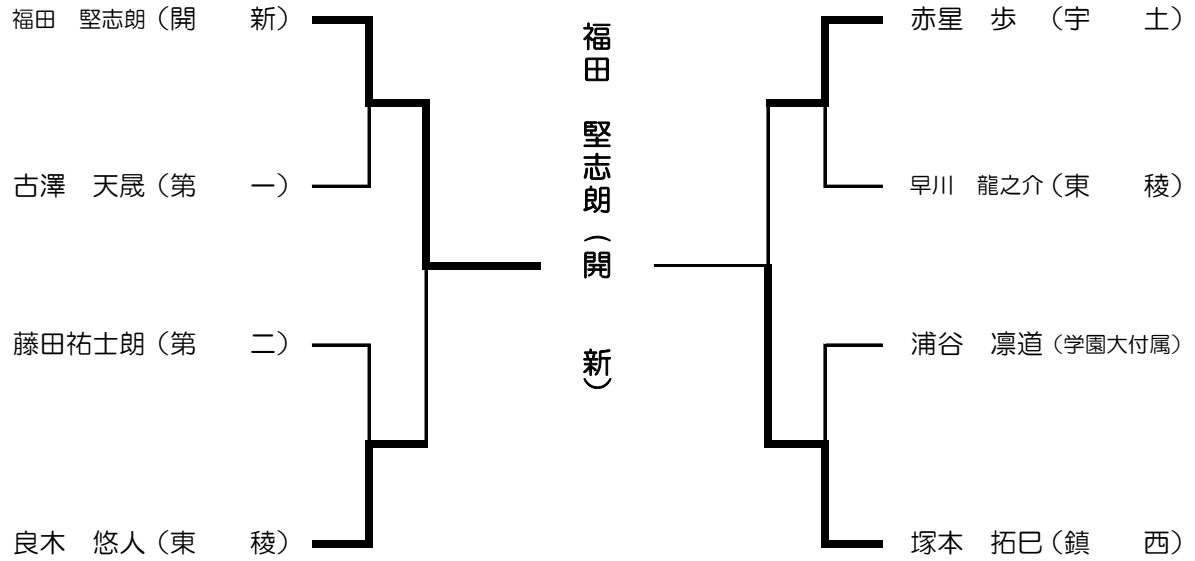 福田　堅志朗（開　　新）
古澤　天晟（第　　一）
藤田祐士朗（第　　二）
良木　悠人（東　　稜）
福田　堅志朗（開　　新）
赤星　歩　（宇　　土）
早川　龍之介（東　　稜）
浦谷　凛道（学園大付属）
塚本　拓巳（鎮　　西）